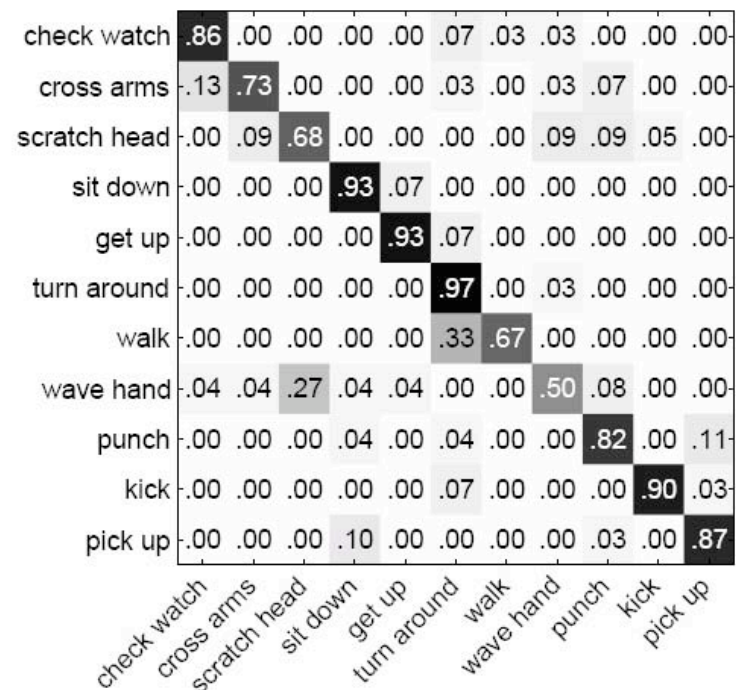 check watch .86 .00 .00 .00 .00 .07 .03 .03 .00 .00 .00
cross arms .13 .73 .00 .00 .00 .03 .00 .03 .07 .00 .00
scratch head .00 .09 .68 .00 .00 .00 .00 .09 .09 .05 .00
sit down .00 .00 .00 .93 .07 .00 .00 .00 .00 .00 .00
get up .00 .00 .00 .00 .93 .07 .00 .00 .00 .00 .00
turn around .00 .00 .00 .00 .00 .97 .00 .03 .00 .00 .00
walk .00 .00 .00 .00 .00 .33 .67 .00 .00 .00 .00
wave hand .04 .04 .27 .04 .04 .00 .00 .50 .08 .00 .00
punch .00 .00 .00 .04 .00 .04 .00 .00 .82 .00 .11
kick .00 .00 .00 .00 .00 .07 .00 .00 .00 .90 .03
pick up .00 .00 .00 .10 .00 .00 .00 .00 .03 .00 .87
check watch
cross arms
scratch head
sit down
get up
turn around
walk
wave hand
punch
kick
pick up